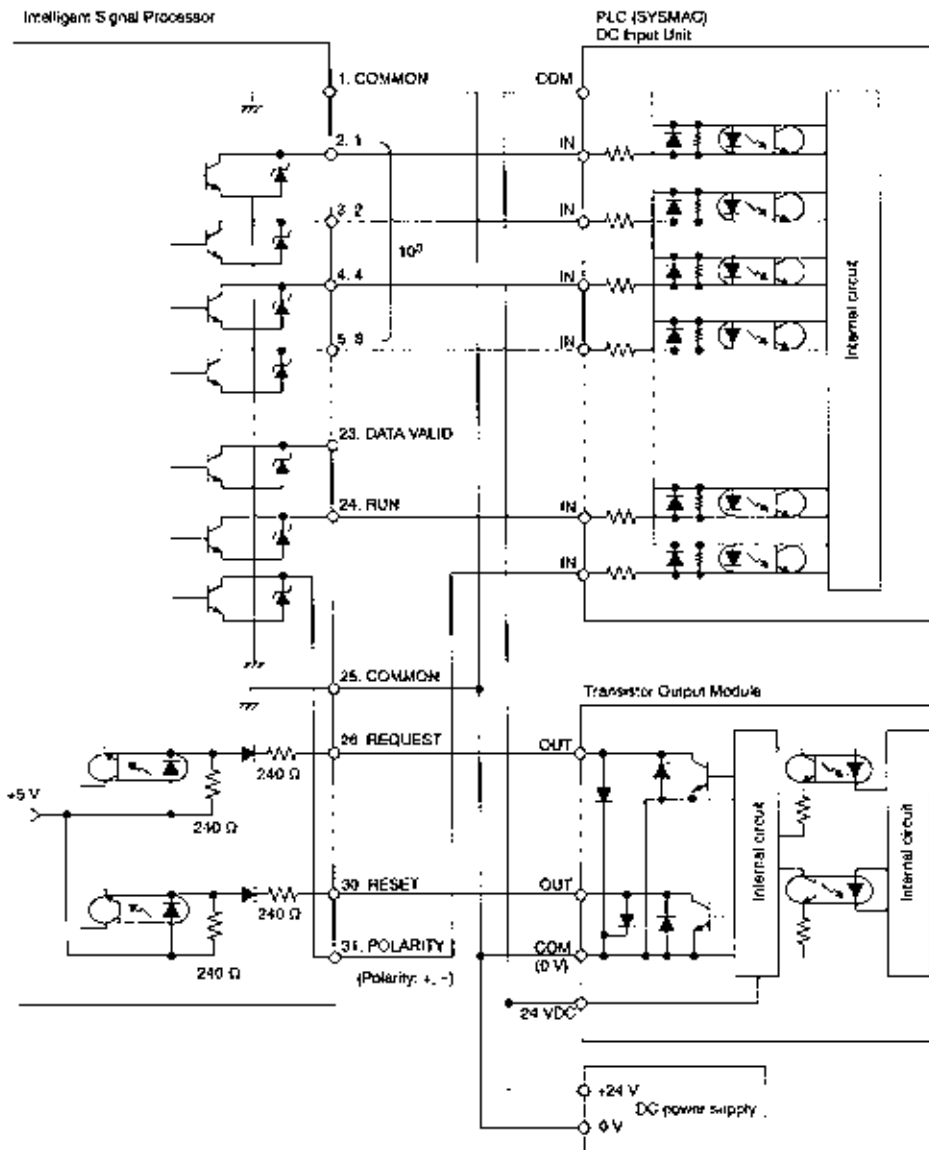 Intelligent Signal Processor
PLC (SYSMAC)
DC Input Unit
1. COMMON
COM
2. 1
IN
3. 2
IN
10⁰
4. 4
IN
5. 8
IN
Internal circuit
23. DATA VALID
24. RUN
IN
IN
25. COMMON
Transistor Output Module
26 REQUEST
OUT
240 Ω
+5 V
240 Ω
Internal circuit
Internal circuit
30. RESET
OUT
240 Ω
31. POLARITY
COM
(0 V)
240 Ω
(Polarity: +, –)
24 VDC
+24 V
DC power supply
0 V